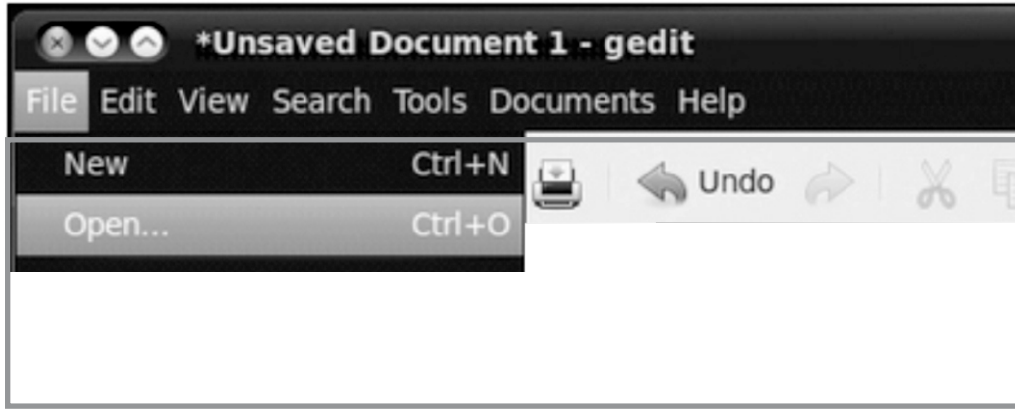 *Unsaved Document 1 - gedit
File Edit View Search Tools Documents Help
New Ctrl+N
Undo
Open... Ctrl+O